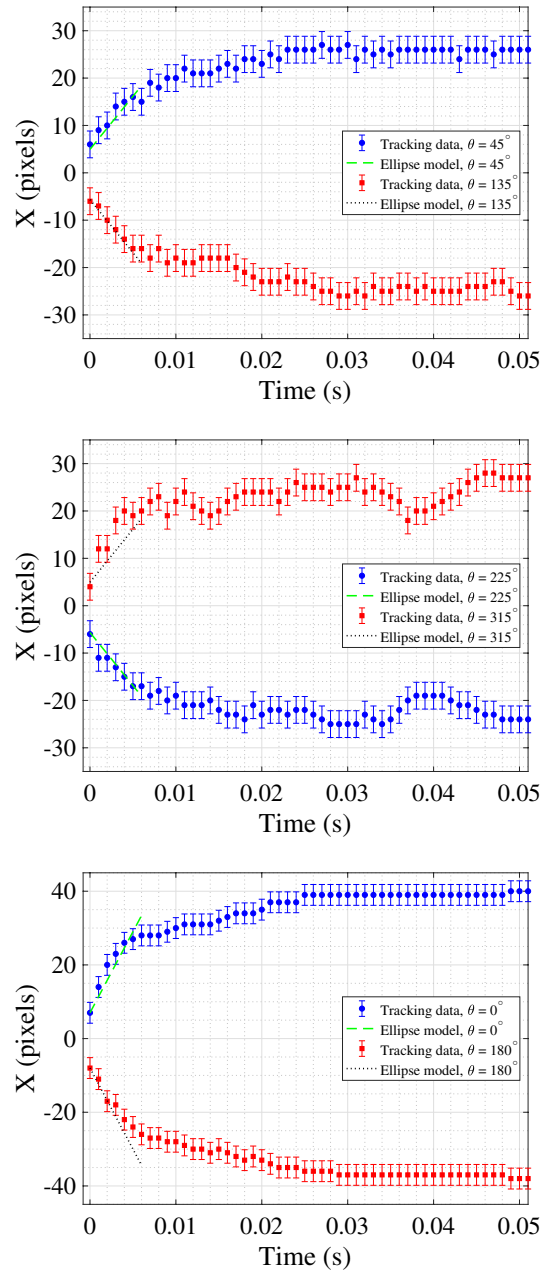 30
20
10
0
-10
-20
-30
X (pixels)
Tracking data, θ = 45°
Ellipse model, θ = 45°
Tracking data, θ = 135°
Ellipse model, θ = 135°
0 0.01 0.02 0.03 0.04 0.05
Time (s)
30
20
10
0
-10
-20
-30
X (pixels)
Tracking data, θ = 225°
Ellipse model, θ = 225°
Tracking data, θ = 315°
Ellipse model, θ = 315°
0 0.01 0.02 0.03 0.04 0.05
Time (s)
40
20
0
-20
-40
X (pixels)
Tracking data, θ = 0°
Ellipse model, θ = 0°
Tracking data, θ = 180°
Ellipse model, θ = 180°
0 0.01 0.02 0.03 0.04 0.05
Time (s)